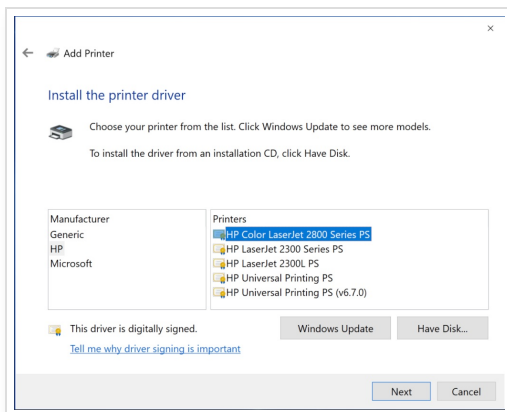 Add Printer
Install the printer driver
Choose your printer from the list. Click Windows Update to see more models.
To install the driver from an installation CD, click Have Disk.
Manufacturer
Generic
HP
Microsoft
Printers
HP Color LaserJet 2800 Series PS
HP LaserJet 2300 Series PS
HP LaserJet 2300L PS
HP Universal Printing PS
HP Universal Printing PS (v6.7.0)
This driver is digitally signed.
Tell me why driver signing is important
Windows Update
Have Disk...
Next
Cancel